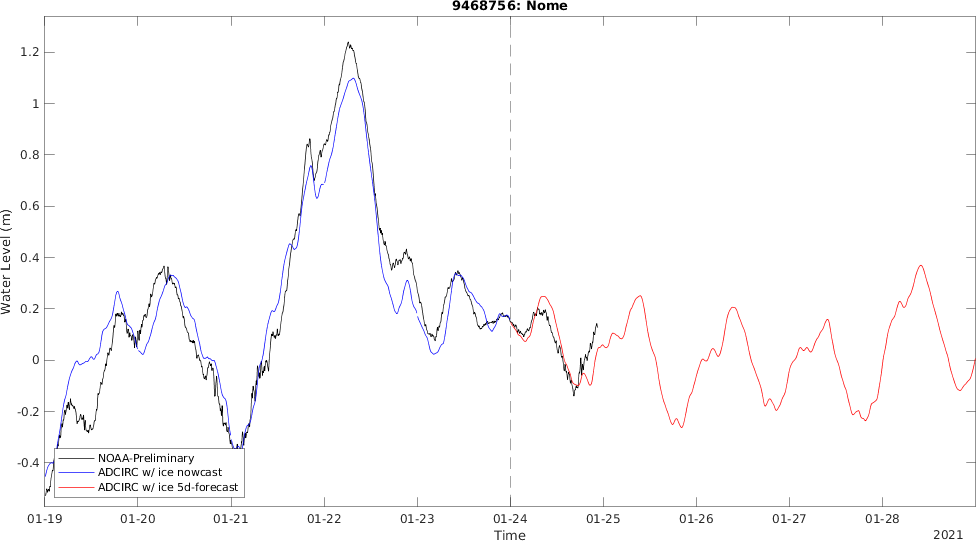 9468756: Nome
Water Level (m)
1.2
1
0.8
0.6
0.4
0.2
0
-0.2
-0.4
NOAA-Preliminary
ADCIRC w/ ice nowcast
ADCIRC w/ ice 5d-forecast
01-19 01-20 01-21 01-22 01-23 01-24 01-25 01-26 01-27 01-28
Time
2021